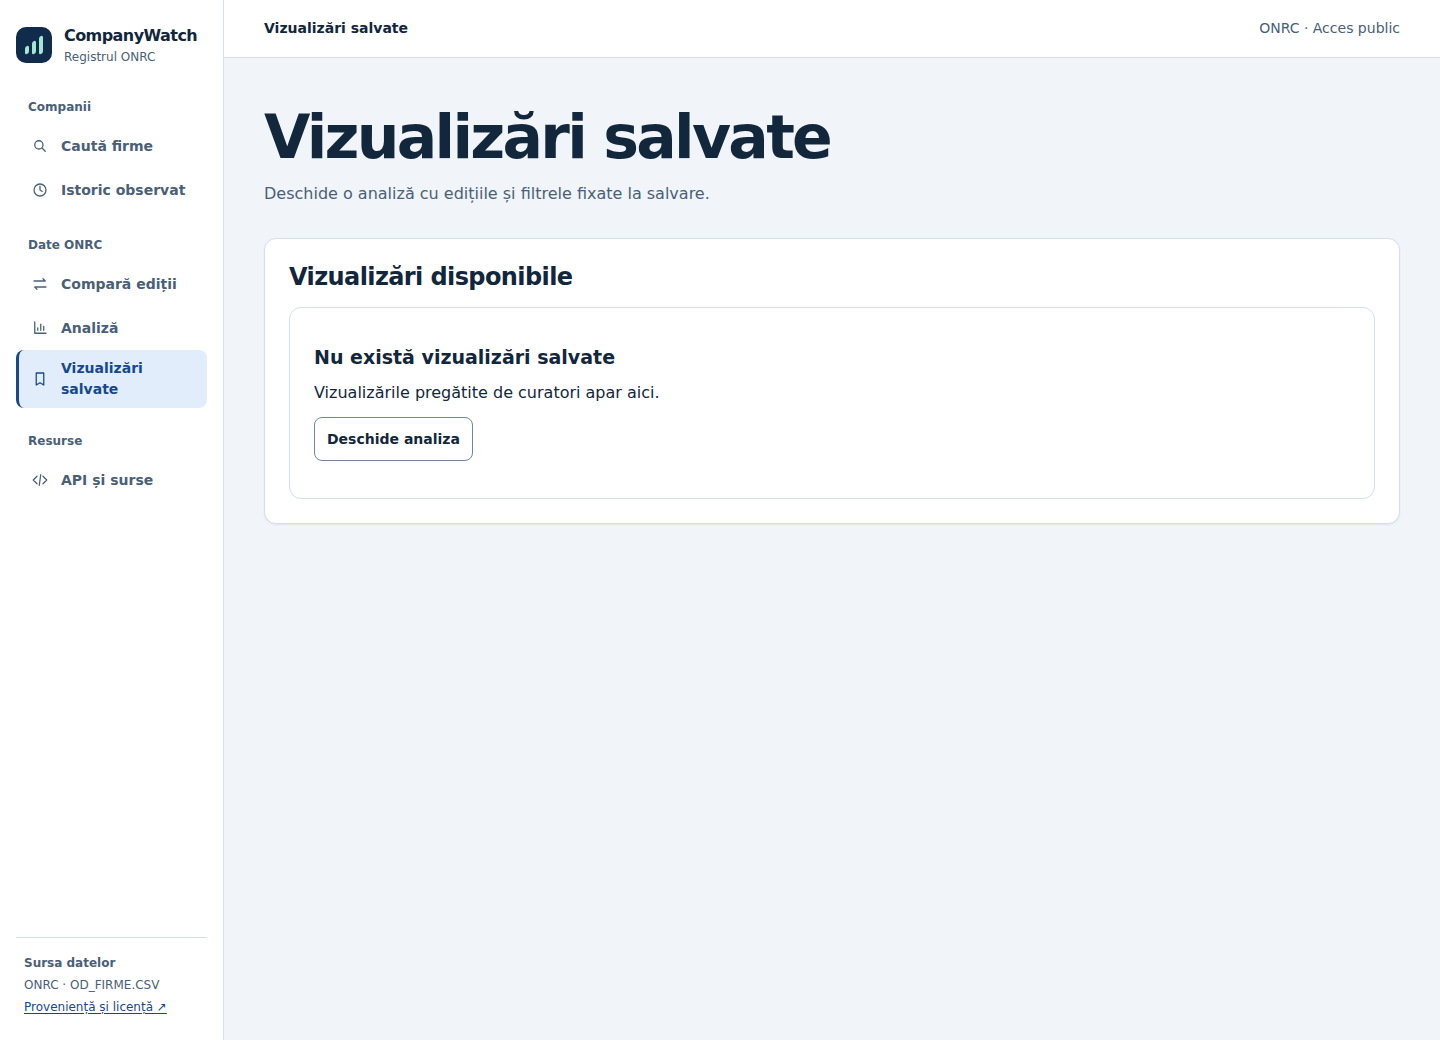 CompanyWatch
Registrul ONRC
Companii
Caută firme
Istoric observat
Date ONRC
Compară ediții
Analiză
Vizualizări
salvate
Resurse
API și surse
Sursa datelor
ONRC · OD_FIRME.CSV
Proveniență și licență ↗
Vizualizări salvate
ONRC · Acces public
Vizualizări salvate
Deschide o analiză cu edițiile și filtrele fixate la salvare.
Vizualizări disponibile
Nu există vizualizări salvate
Vizualizările pregătite de curatori apar aici.
Deschide analiza